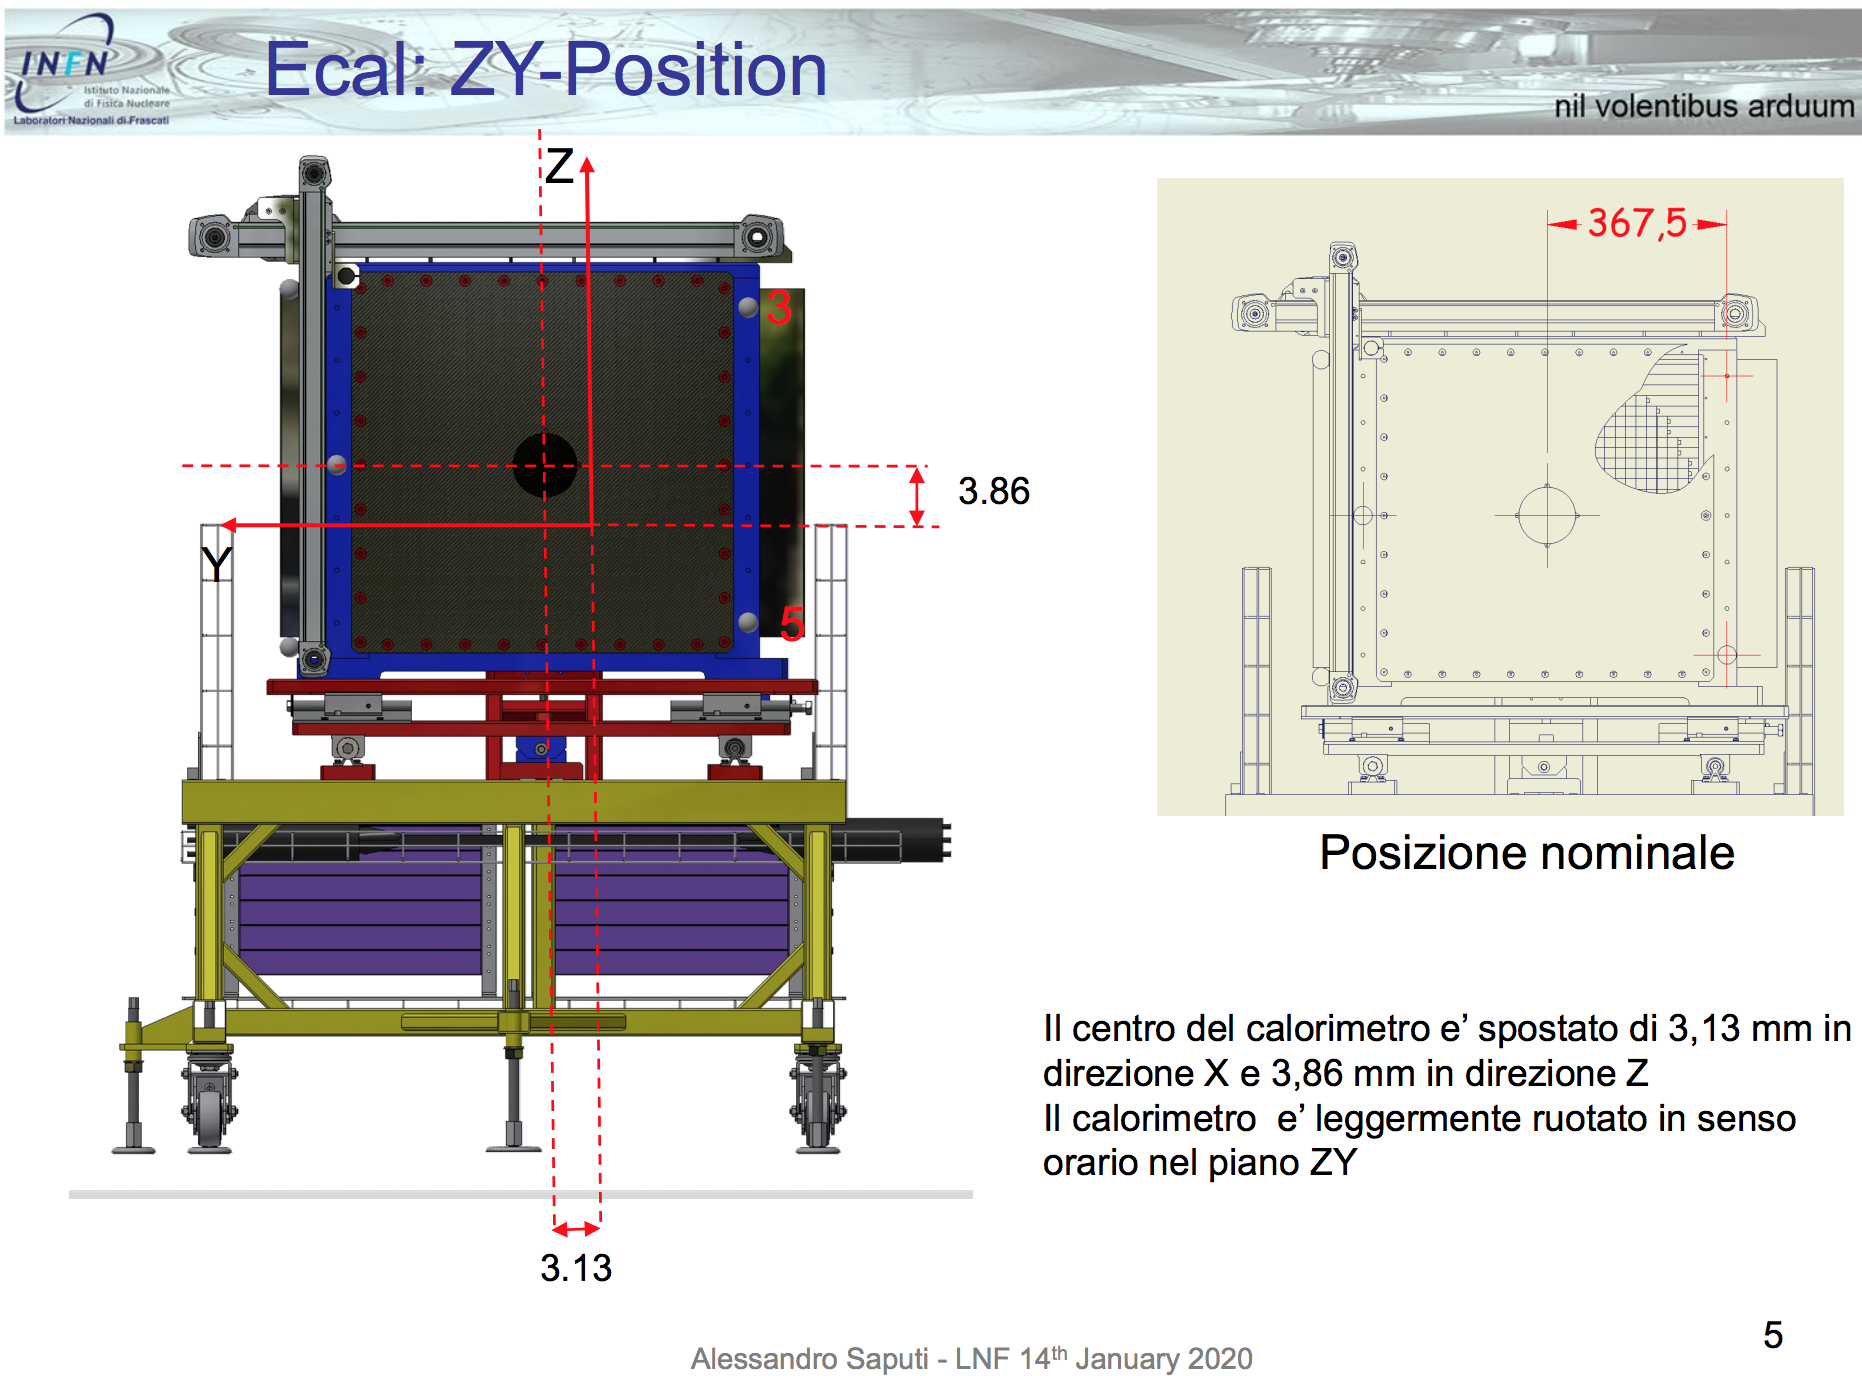 INFN
Istituto Nazionale
di Fisica Nucleare
Laboratori Nazionali di Frascati
Ecal: ZY-Position
nil volentibus arduum
Z
3
Y
5
3.86
3.13
367,5
Posizione nominale
Il centro del calorimetro e’ spostato di 3,13 mm in
direzione X e 3,86 mm in direzione Z
Il calorimetro  e’ leggermente ruotato in senso
orario nel piano ZY
5
Alessandro Saputi - LNF 14th January 2020